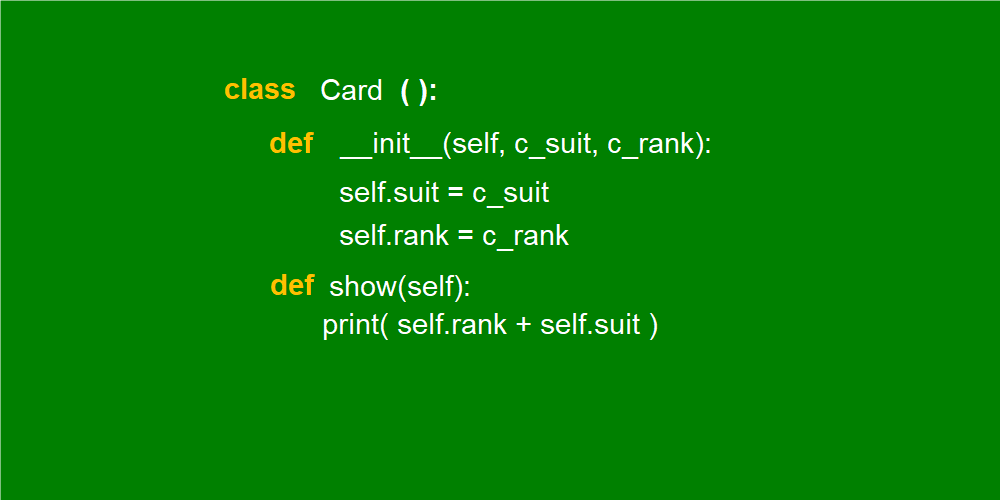 class Card ( ):
def __init__(self, c_suit, c_rank):
self.suit = c_suit
self.rank = c_rank
def show(self):
print( self.rank + self.suit )